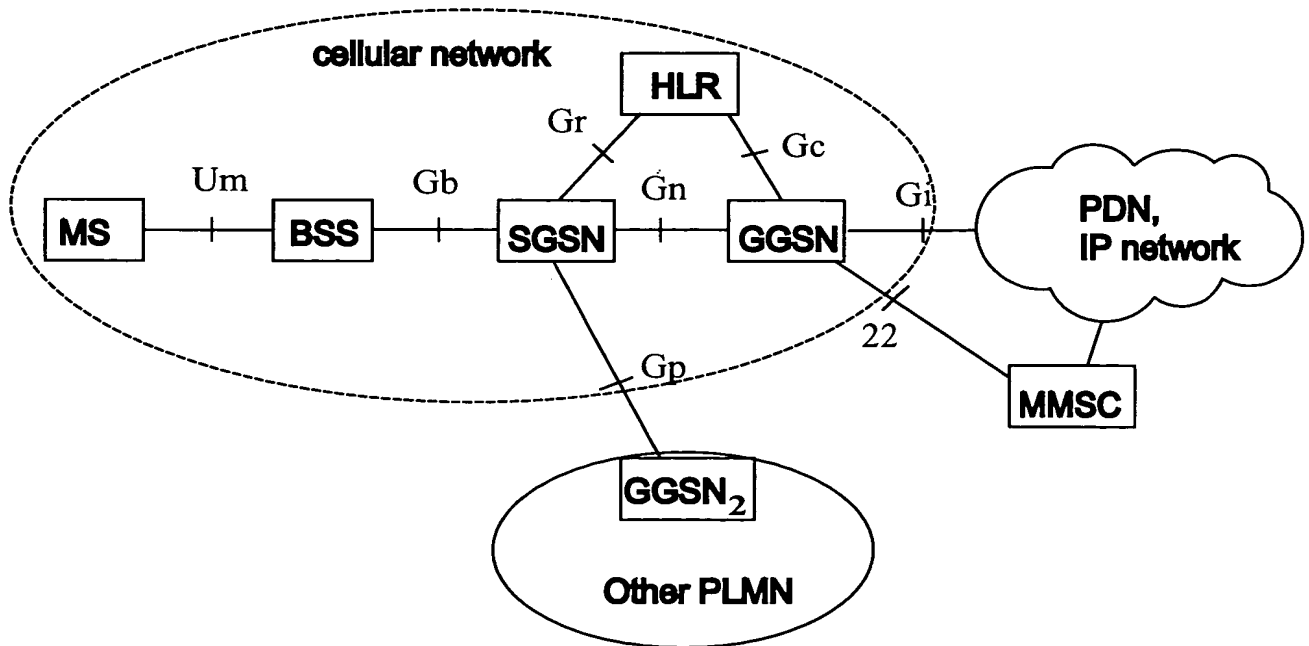 cellular network
HLR
Gr
Gc
Um
Gb
Gn
Gi
MS
BSS
SGSN
GGSN
PDN,
IP network
22
Gp
MMSC
GGSN2
Other PLMN